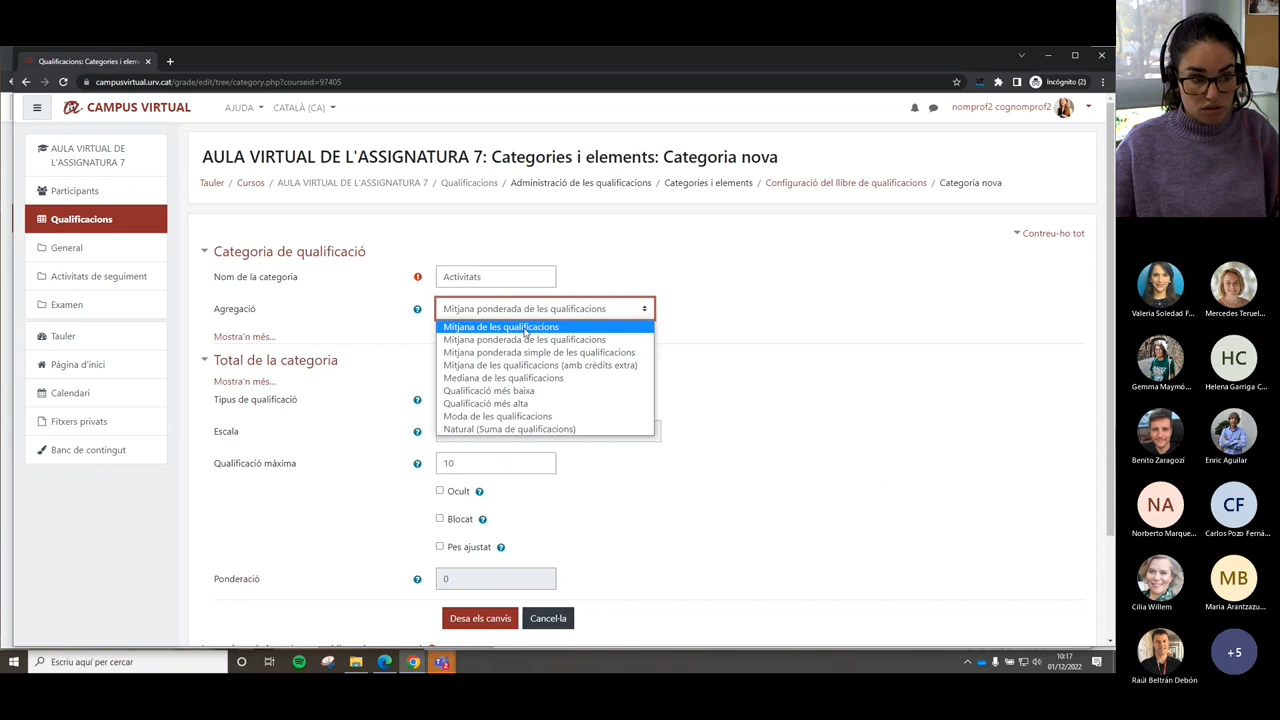 Qualificacions: Categories i elem
campusvirtual.urv.cat/grade/edit/tree/category.php?courseid=97405
Incógnito (2)
CAMPUS VIRTUAL
AJUDA
CATALÀ (CA)
nomprof2 cognomprof2
AULA VIRTUAL DE
L'ASSIGNATURA 7
Participants
Qualificacions
General
Activitats de seguiment
Examen
Tauler
Pàgina d'inici
Calendari
Fitxers privats
Banc de contingut
AULA VIRTUAL DE L'ASSIGNATURA 7: Categories i elements: Categoria nova
Tauler / Cursos / AULA VIRTUAL DE L'ASSIGNATURA 7 / Qualificacions / Administració de les qualificacions / Categories i elements / Configuració del llibre de qualificacions / Categoria nova
Contreu-ho tot
Categoria de qualificació
Nom de la categoria
Activitats
Agregació
Mitjana ponderada de les qualificacions
Mitjana de les qualificacions
Mitjana ponderada de les qualificacions
Mitjana ponderada simple de les qualificacions
Mitjana de les qualificacions (amb crèdits extra)
Mediana de les qualificacions
Qualificació més baixa
Qualificació més alta
Moda de les qualificacions
Natural (Suma de qualificacions)
Mostra'n més...
Total de la categoria
Mostra'n més...
Tipus de qualificació
Escala
Qualificació màxima
10
Ocult
Blocat
Pes ajustat
Ponderació
0
Desa els canvis
Cancel·la
Escriu aquí per cercar
10:17
01/12/2022
Valeria Soledad F...
Mercedes Teruel...
Gemma Maymó...
HC
Helena Garriga C...
Benito Zaragozí
Enric Aguilar
NA
Norberto Marque...
CF
Carlos Pozo Ferná...
Cilia Willem
MB
Maria Arantzazu...
Raúl Beltrán Debón
+5